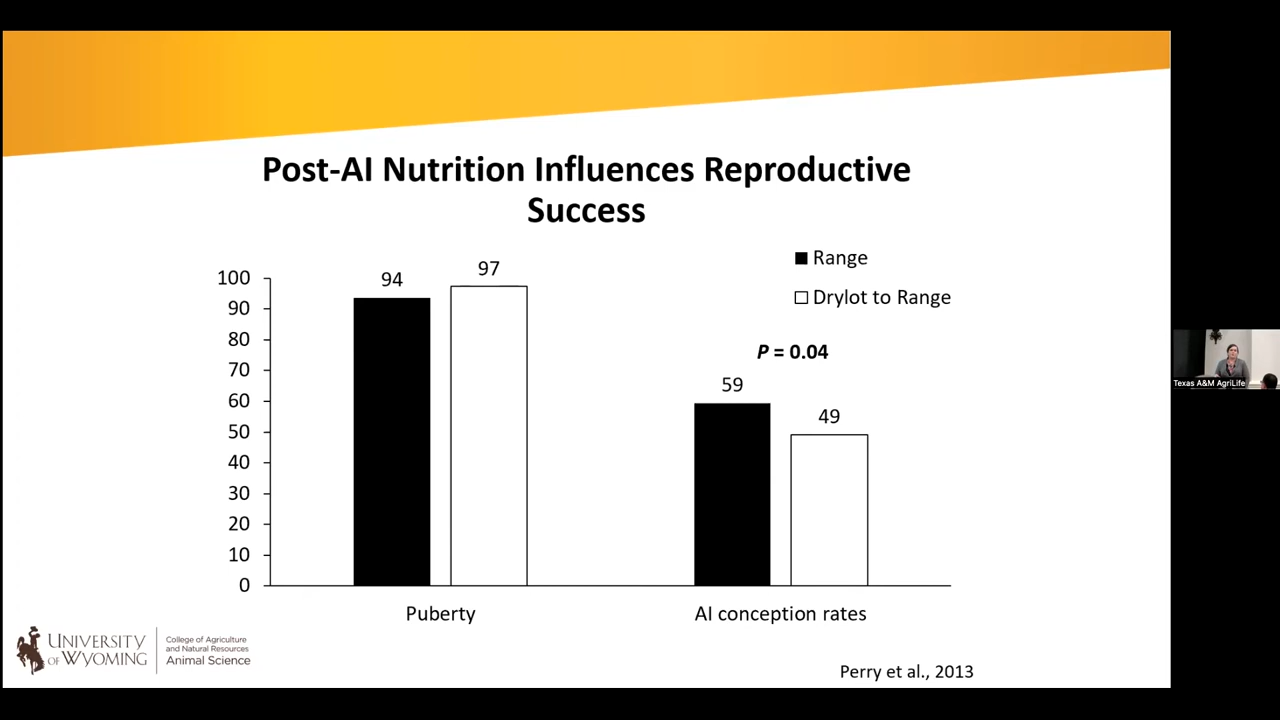 Post-AI Nutrition Influences Reproductive
Success
Range
Drylot to Range
P = 0.04
100
90
80
70
60
50
40
30
20
10
0
94
97
59
49
Puberty
AI conception rates
UNIVERSITY
OF WYOMING
College of Agriculture
and Natural Resources
Animal Science
Perry et al., 2013
Texas A&M AgriLife